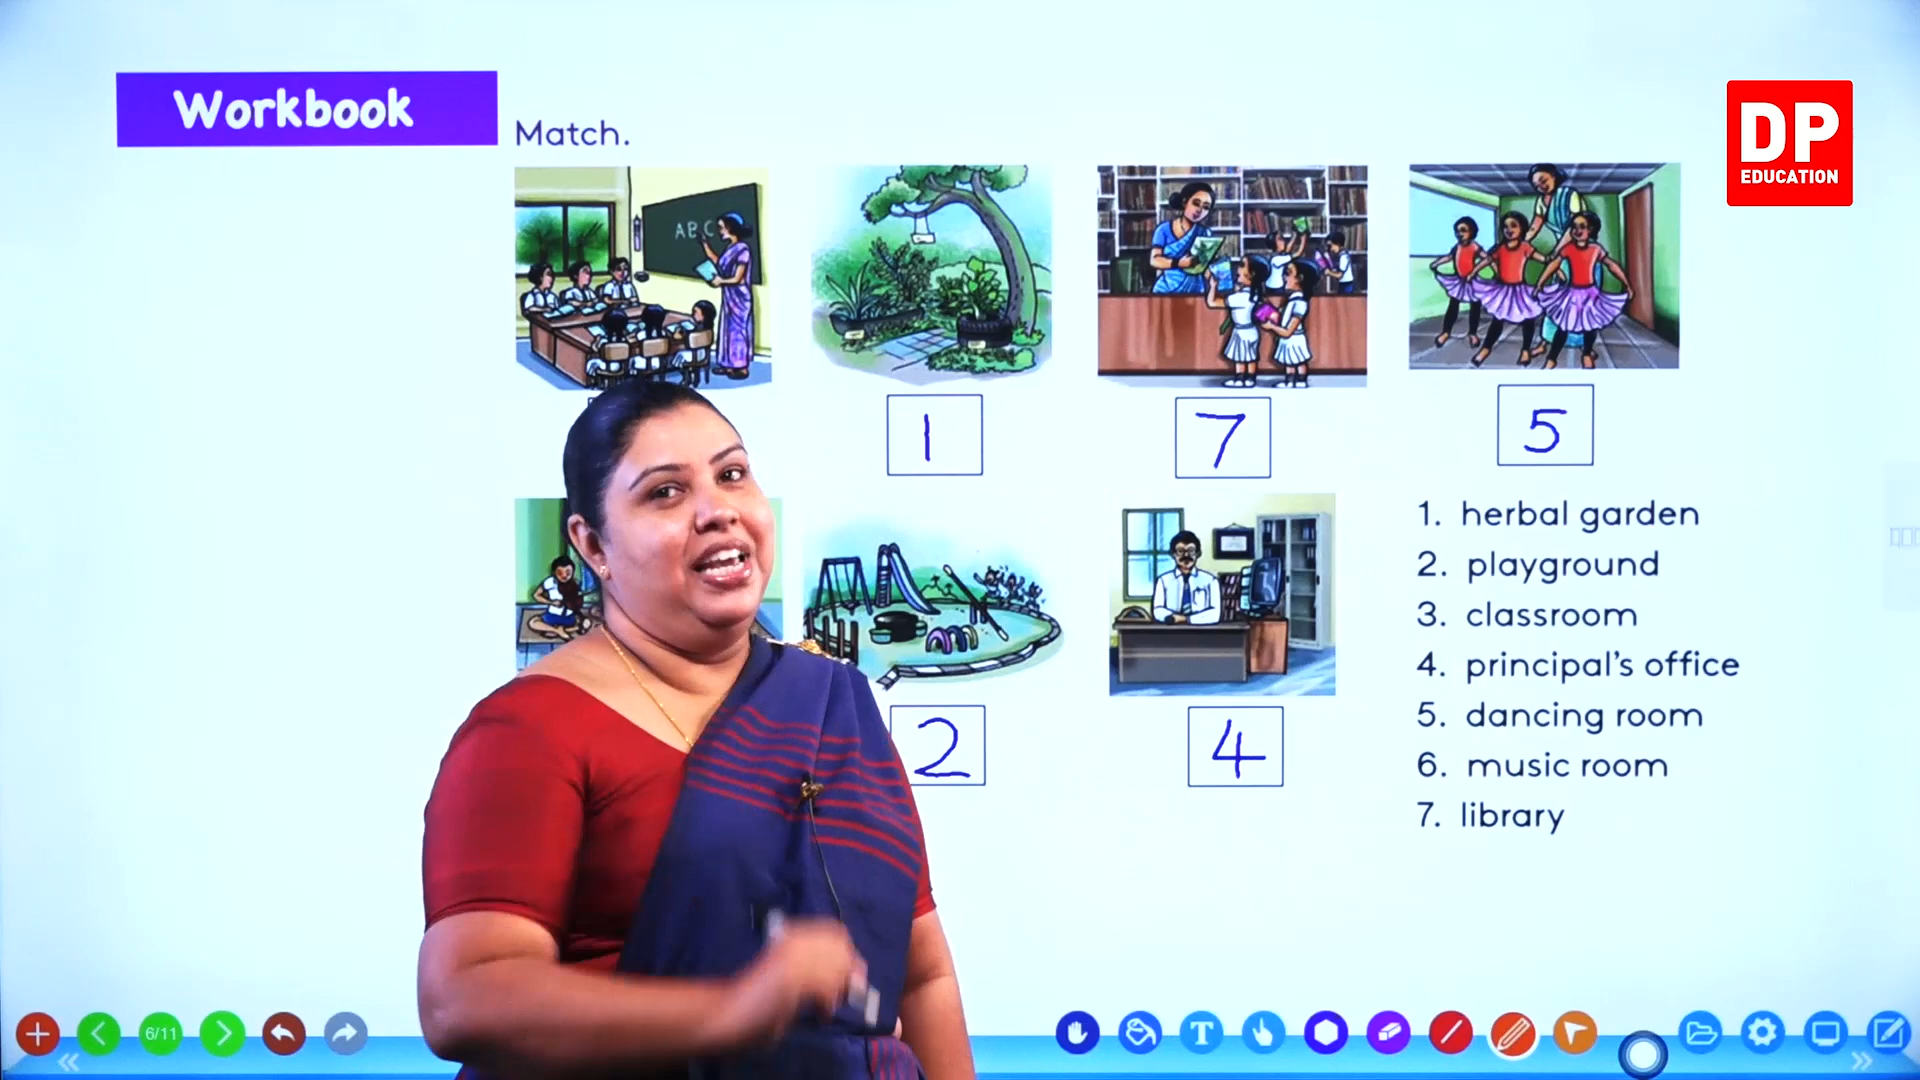 Workbook
Match.
DP
EDUCATION
ABC
1
7
5
2
4
1. herbal garden
2. playground
3. classroom
4. principal's office
5. dancing room
6. music room
7. library
6/11
T